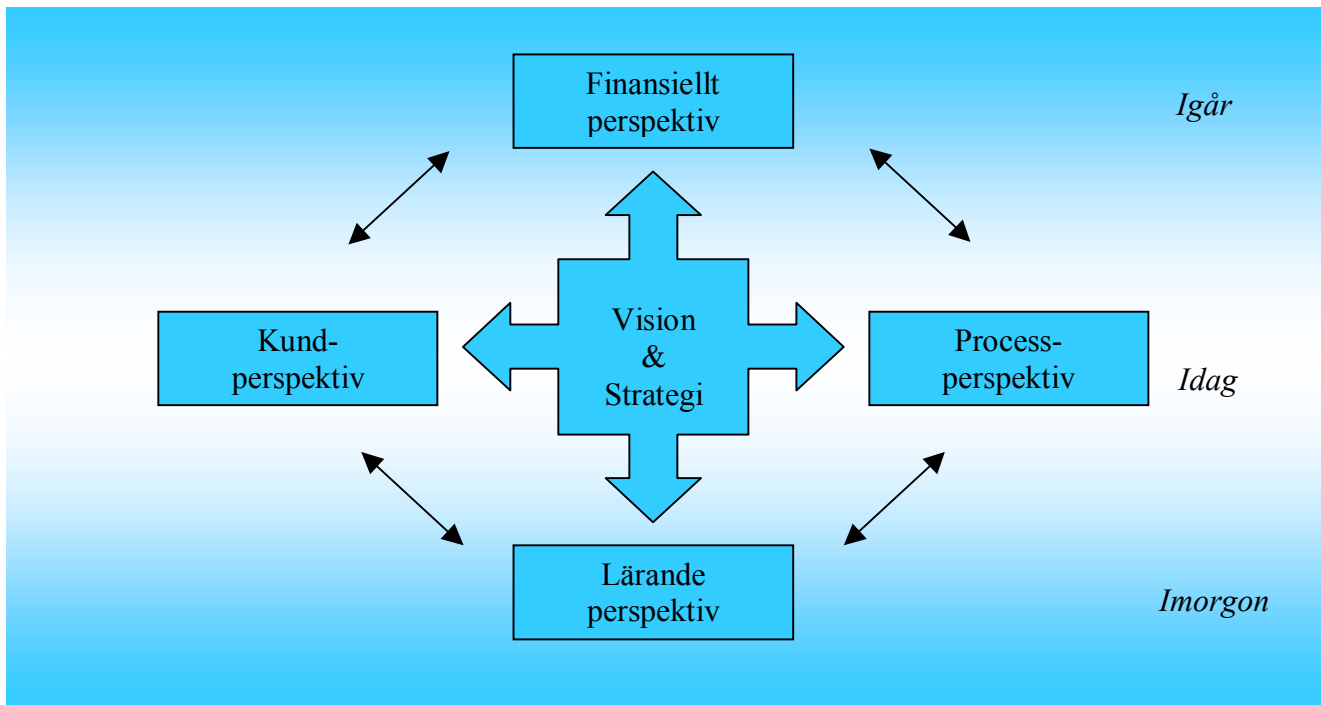 Finansiellt
perspektiv
Igår
Kund-
perspektiv
Vision
&
Strategi
Process-
perspektiv
Idag
Lärande
perspektiv
Imorgon